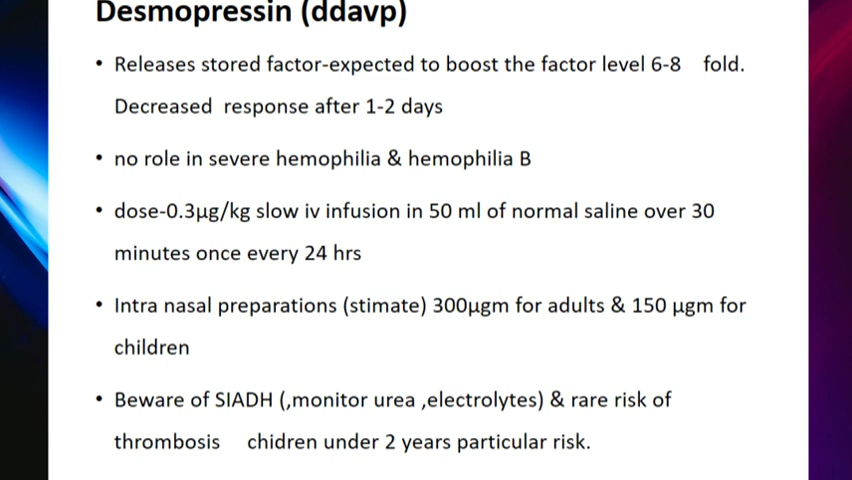 Desmopressin (ddavp)
• Releases stored factor-expected to boost the factor level 6-8 fold.
Decreased response after 1-2 days
• no role in severe hemophilia & hemophilia B
• dose-0.3µg/kg slow iv infusion in 50 ml of normal saline over 30
minutes once every 24 hrs
• Intra nasal preparations (stimate) 300µgm for adults & 150 µgm for
children
• Beware of SIADH (,monitor urea ,electrolytes) & rare risk of
thrombosis chidren under 2 years particular risk.